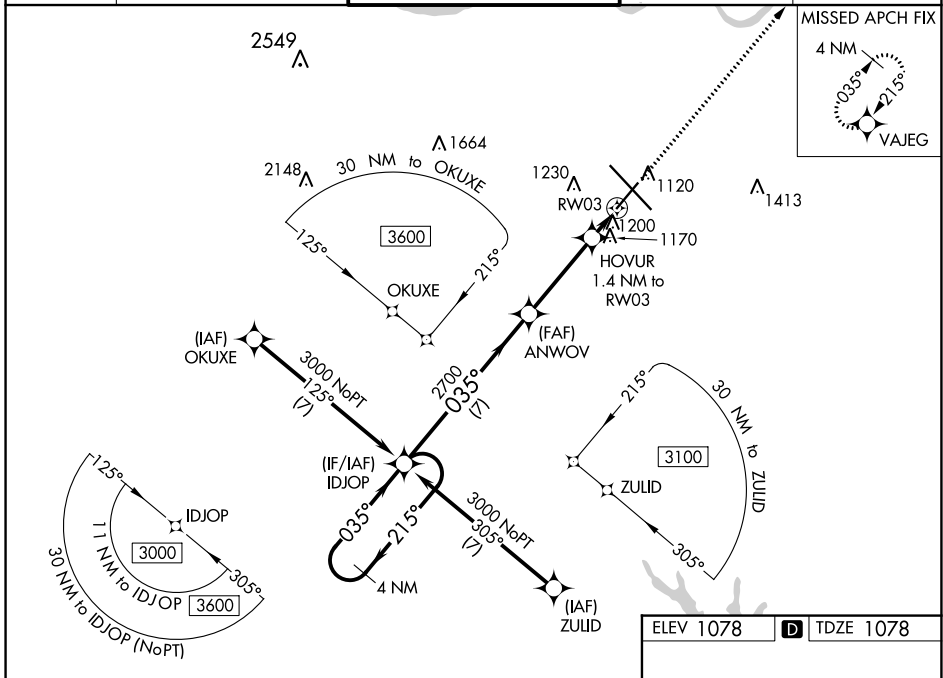 MISSED APCH FIX
4 NM
035°
215°
VAJEG
2549
1664
2148
30 NM to OKUXE
3600
125°
215°
OKUXE
1230
RW03
1120
1413
1200
1170
HOVUR
1.4 NM to
RW03
(FAF)
ANWOV
(IAF)
OKUXE
3000 NoPT
125°
(7)
2700
035°
(7)
(IF/IAF)
IDJOP
035°
215°
4 NM
3000 NoPT
305°
(7)
(IAF)
ZULID
215°
30 NM to ZULID
3100
ZULID
305°
125°
IDJOP
3000
11 NM to IDJOP
305°
3600
30 NM to IDJOP (NoPT)
ELEV 1078
D
TDZE 1078